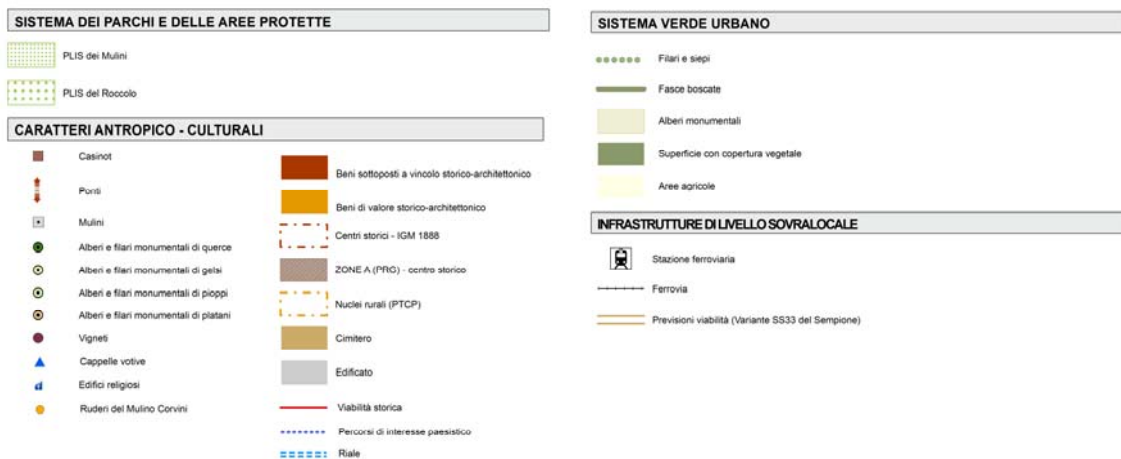 SISTEMA DEI PARCHI E DELLE AREE PROTETTE
PLIS dei Mulini
PLIS del Roccolo
CARATTERI ANTROPICO - CULTURALI
Casinot
Ponti
Mulini
Alberi e filari monumentali di querce
Alberi e filari monumentali di gelsi
Alberi e filari monumentali di pioppi
Alberi e filari monumentali di platani
Vigneti
Cappelle votive
Edifici religiosi
Ruderi del Mulino Corvini
Beni sottoposti a vincolo storico-architettonico
Beni di valore storico-architettonico
Centri storici - IGM 1888
ZONE A (PRG) - centro storico
Nuclei rurali (PTCP)
Cimitero
Edificato
Viabilità storica
Percorsi di interesse paesistico
Riale
SISTEMA VERDE URBANO
Filari e siepi
Fasce boscate
Alberi monumentali
Superficie con copertura vegetale
Aree agricole
INFRASTRUTTURE DI LIVELLO SOVRALOCALE
Stazione ferroviaria
Ferrovia
Previsioni viabilità (Variante SS33 del Sempione)